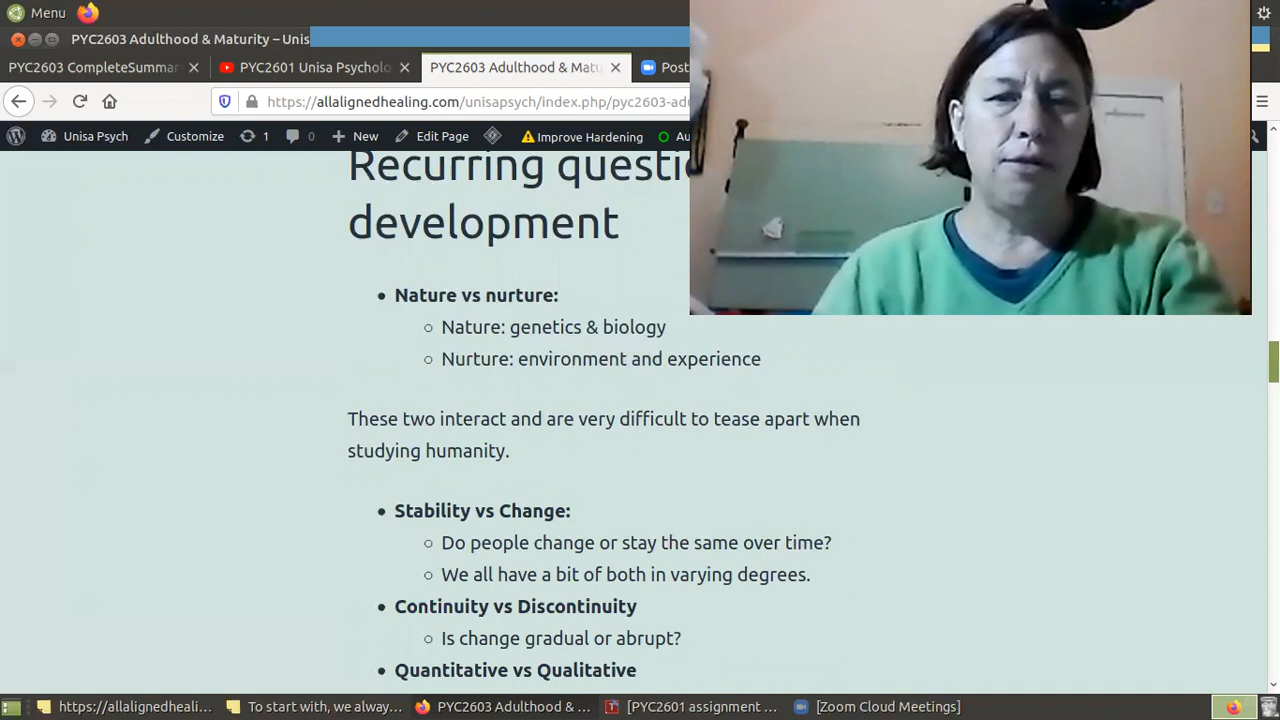 Menu
PYC2603 Adulthood & Maturity – Unis
PYC2603 CompleteSummar
PYC2601 Unisa Psycholo
PYC2603 Adulthood & Matu
Post
https://allalignedhealing.com/unisapsych/index.php/pyc2603-adu
Unisa Psych
Customize
1
0
New
Edit Page
Improve Hardening
Au
Recurring questi
development
Nature vs nurture:
Nature: genetics & biology
Nurture: environment and experience
These two interact and are very difficult to tease apart when
studying humanity.
Stability vs Change:
Do people change or stay the same over time?
We all have a bit of both in varying degrees.
Continuity vs Discontinuity
Is change gradual or abrupt?
Quantitative vs Qualitative
https://allalignedheali...
To start with, we alway...
PYC2603 Adulthood & ...
[PYC2601 assignment ...
[Zoom Cloud Meetings]